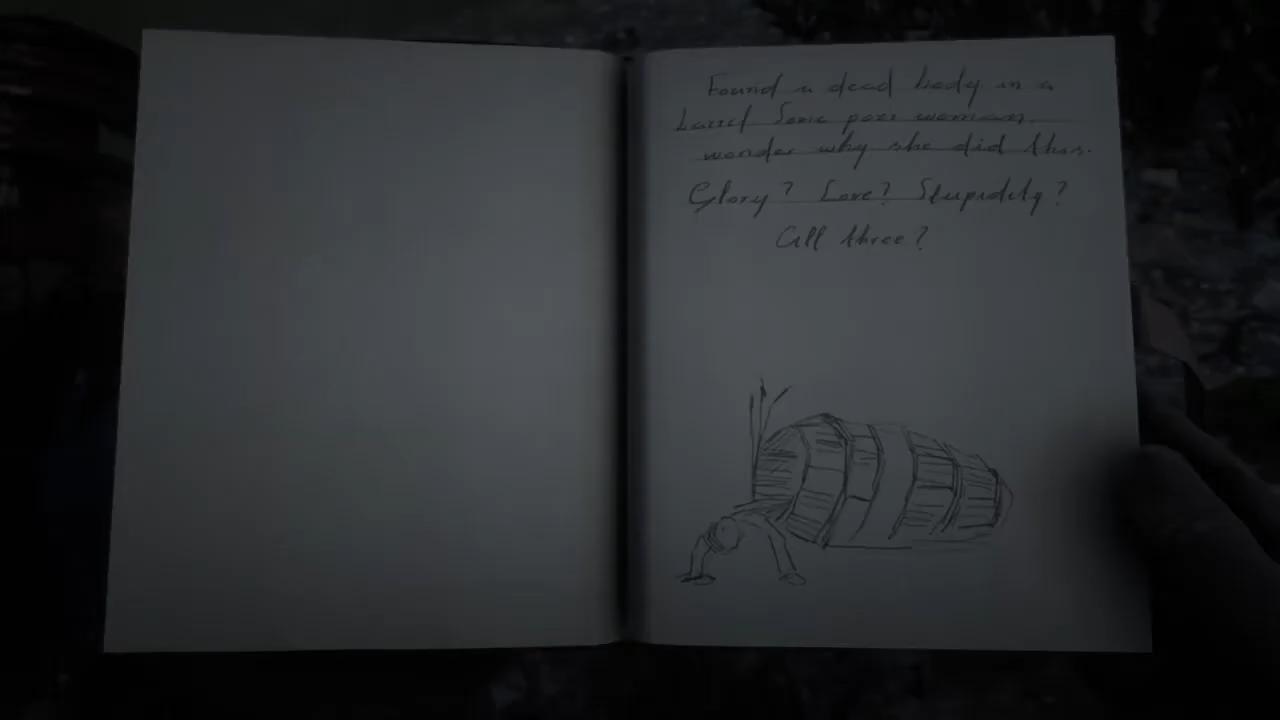 Found a dead body in a
barrel Some poor woman.
wonder why she did this.
Glory? Love? Stupidity?
All three?